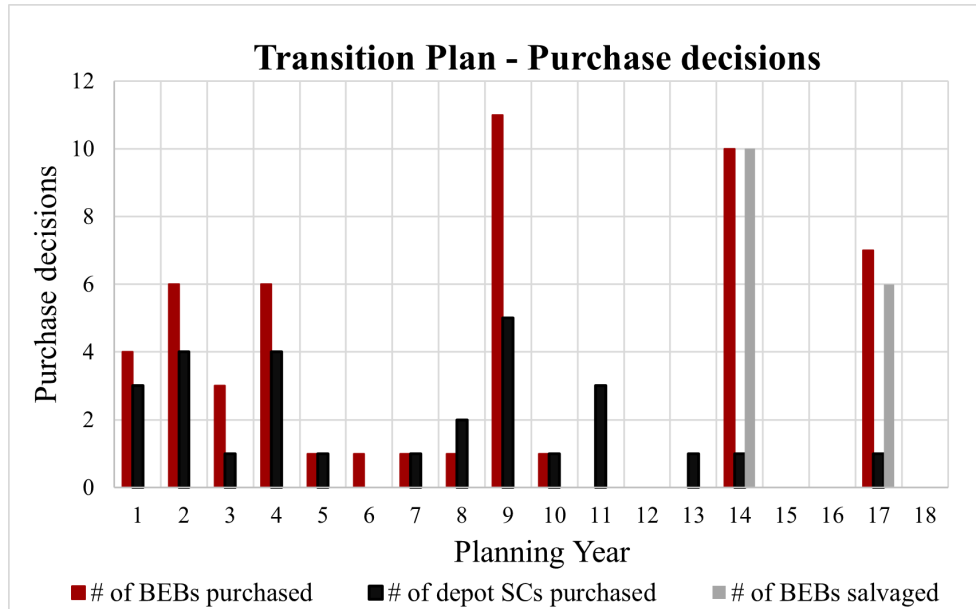 Transition Plan - Purchase decisions
12
10
8
6
4
2
0
Purchase decisions
1 2 3 4 5 6 7 8 9 10 11 12 13 14 15 16 17 18
Planning Year
# of BEBs purchased # of depot SCs purchased # of BEBs salvaged